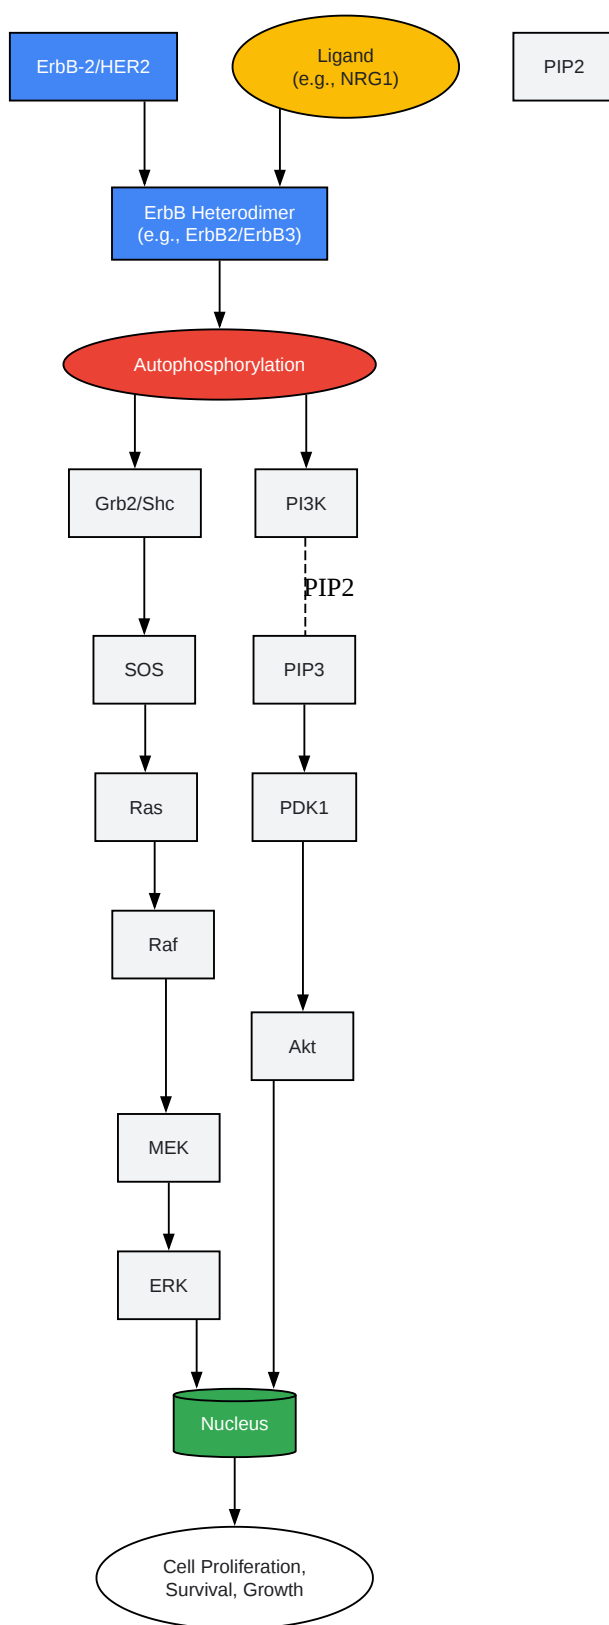 ErbB-2/HER2
Ligand
(e.g., NRG1)
PIP2
ErbB Heterodimer
(e.g., ErbB2/ErbB3)
Autophosphorylation
Grb2/Shc
PI3K
PIP2
SOS
PIP3
Ras
PDK1
Raf
Akt
MEK
ERK
Nucleus
Cell Proliferation,
Survival, Growth